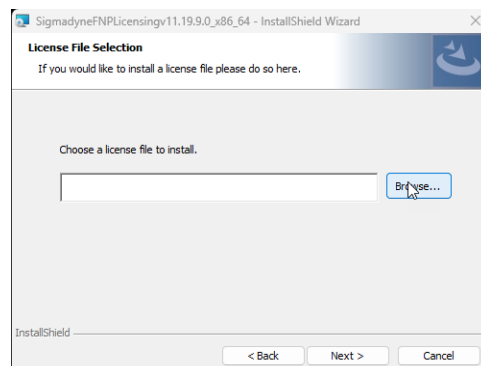 SigmadyneFNPLicensingv11.19.9.0_x86_64 - InstallShield Wizard
License File Selection
If you would like to install a license file please do so here.
Choose a license file to install.
Browse...
InstallShield
< Back
Next >
Cancel